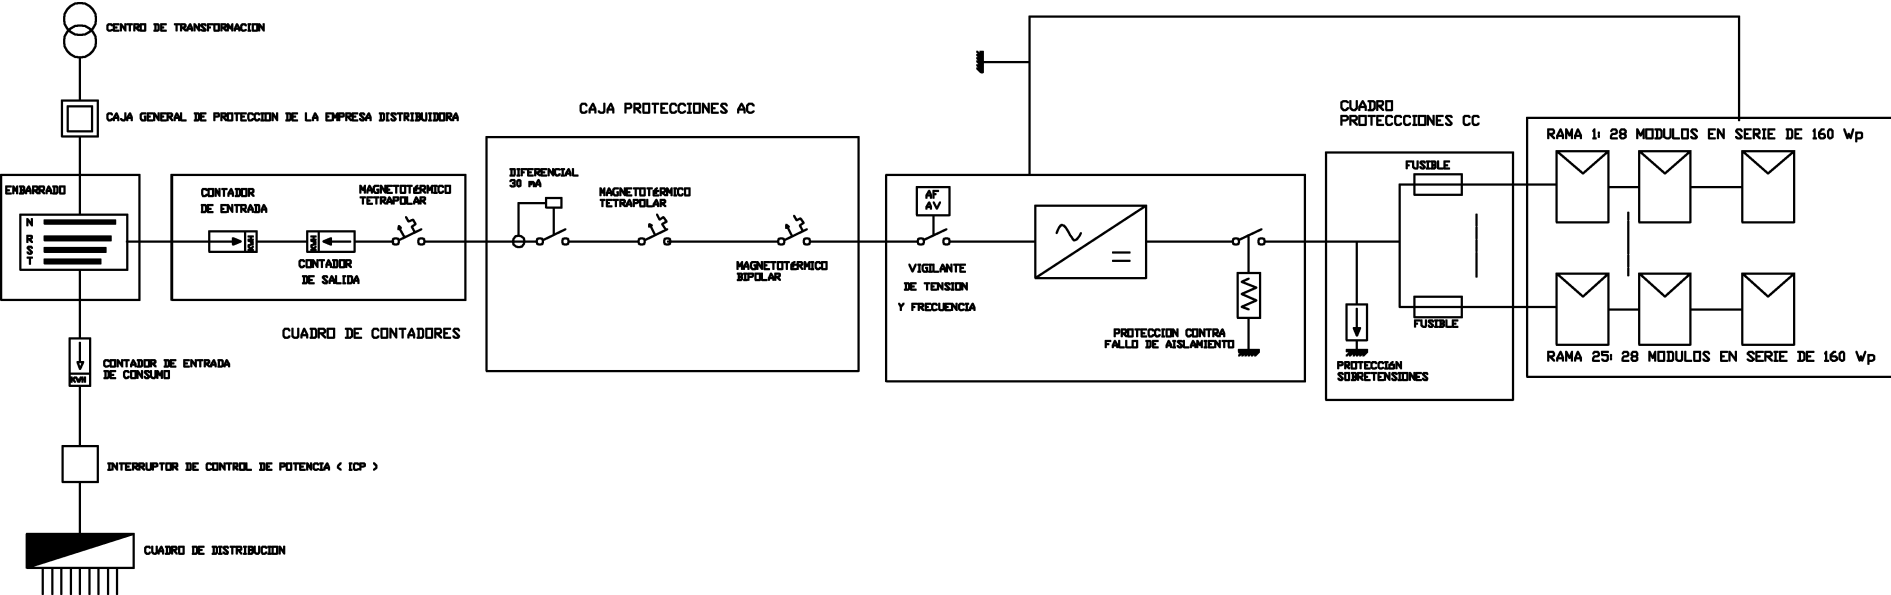 CENTRO DE TRANSFORMACION
CAJA GENERAL DE PROTECCION DE LA EMPRESA DISTRIBUIDORA
EMBARRADO
N
R
S
T
CONTADOR
DE ENTRADA
KWH
KWH
CONTADOR
DE SALIDA
MAGNETOTéRMICO
TETRAPOLAR
CUADRO DE CONTADORES
CAJA PROTECCIONES AC
DIFERENCIAL
30 mA
MAGNETOTéRMICO
TETRAPOLAR
MAGNETOTéRMICO
BIPOLAR
AF
AV
VIGILANTE
DE TENSION
Y FRECUENCIA
PROTECCION CONTRA
FALLO DE AISLAMIENTO
CUADRO
PROTECCCIONES CC
FUSIBLE
FUSIBLE
PROTECCIóN
SOBRETENSIONES
RAMA 1: 28 MODULOS EN SERIE DE 160 Wp
RAMA 25: 28 MODULOS EN SERIE DE 160 Wp
CONTADOR DE ENTRADA
DE CONSUMO
KWH
INTERRUPTOR DE CONTROL DE POTENCIA ( ICP )
CUADRO DE DISTRIBUCION